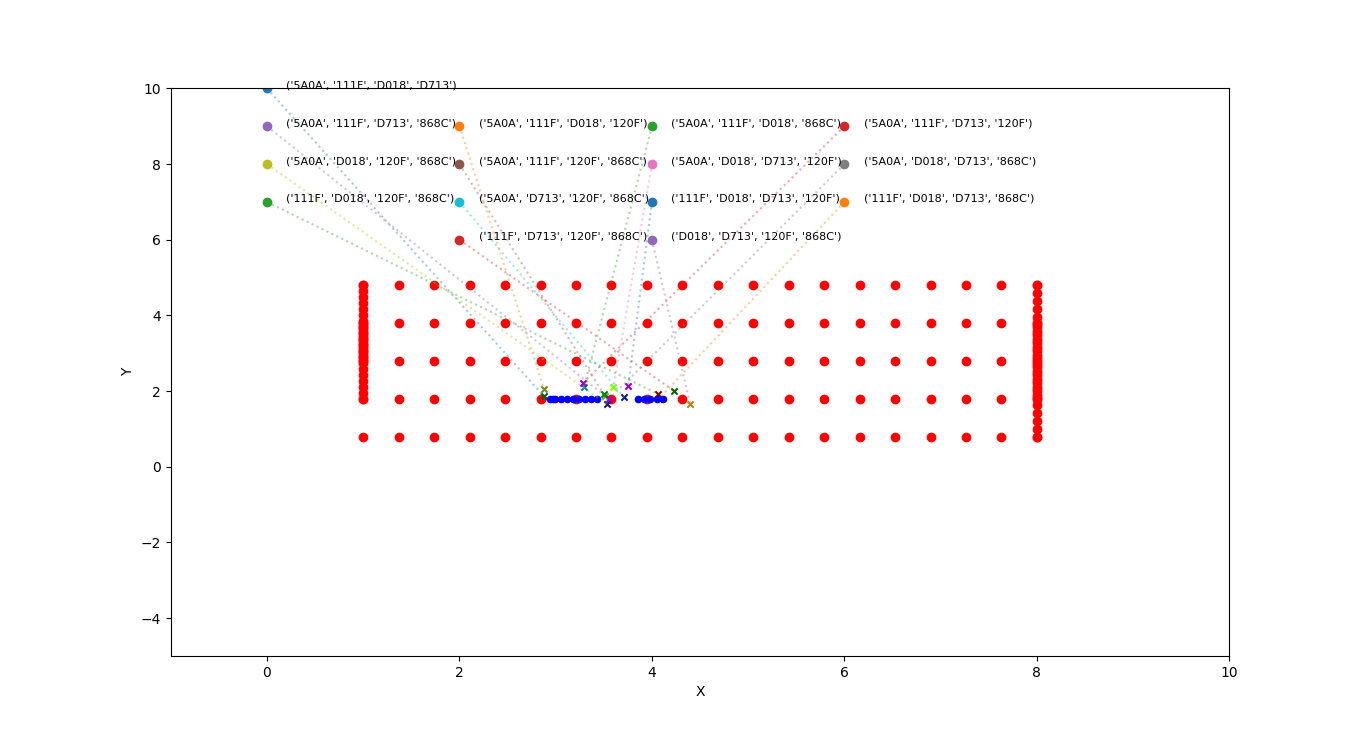 ('5A0A', '111F', 'D018', 'D713')
('5A0A', '111F', 'D713', '868C') ('5A0A', '111F', 'D018', '120F') ('5A0A', '111F', 'D018', '868C') ('5A0A', '111F', 'D713', '120F')
('5A0A', 'D018', '120F', '868C') ('5A0A', '111F', '120F', '868C') ('5A0A', 'D018', 'D713', '120F') ('5A0A', 'D018', 'D713', '868C')
('111F', 'D018', '120F', '868C') ('5A0A', 'D713', '120F', '868C') ('111F', 'D018', 'D713', '120F') ('111F', 'D018', 'D713', '868C')
('111F', 'D713', '120F', '868C') ('D018', 'D713', '120F', '868C')
10
8
6
4
2
0
−2
−4
Y
0 2 4 6 8 10
X